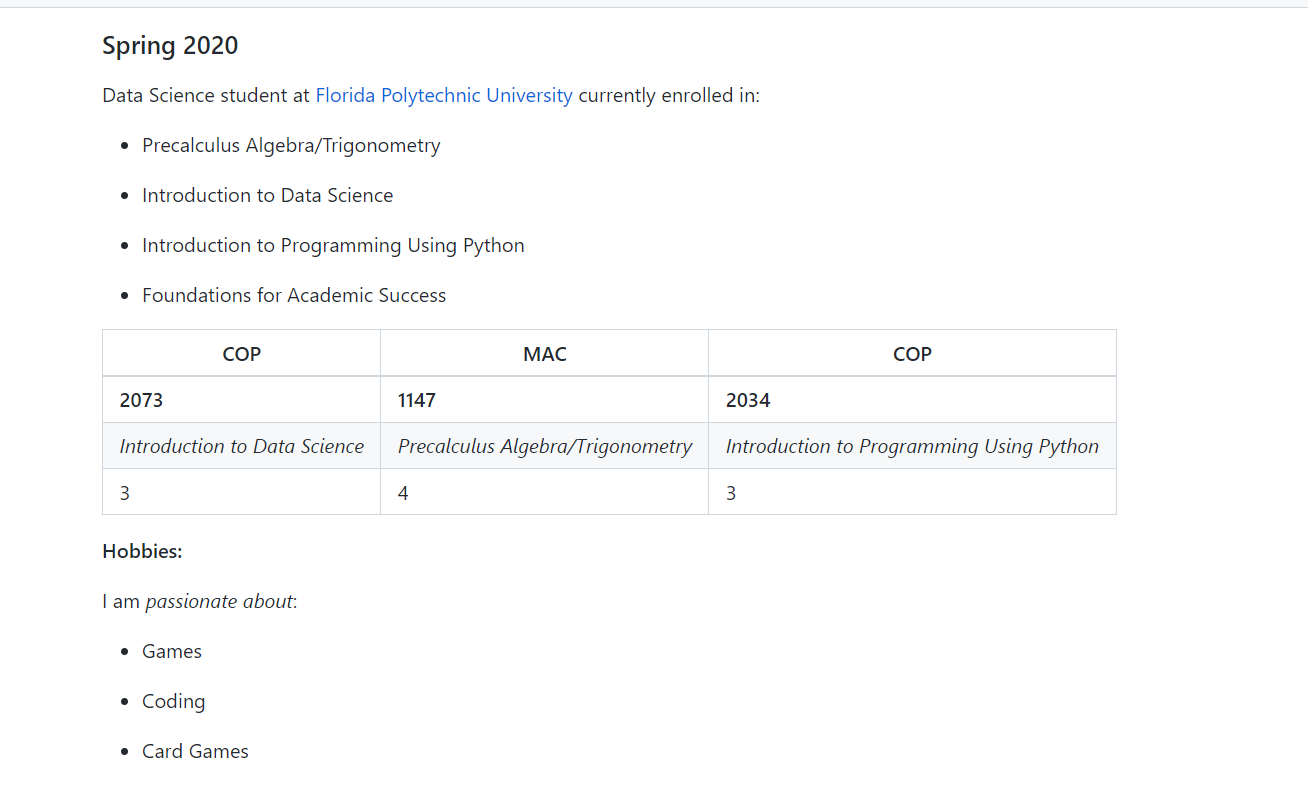 Spring 2020
Data Science student at Florida Polytechnic University currently enrolled in:
Precalculus Algebra/Trigonometry
Introduction to Data Science
Introduction to Programming Using Python
Foundations for Academic Success
COP MAC COP
2073 1147 2034
Introduction to Data Science Precalculus Algebra/Trigonometry Introduction to Programming Using Python
3 4 3
Hobbies:
I am passionate about:
Games
Coding
Card Games